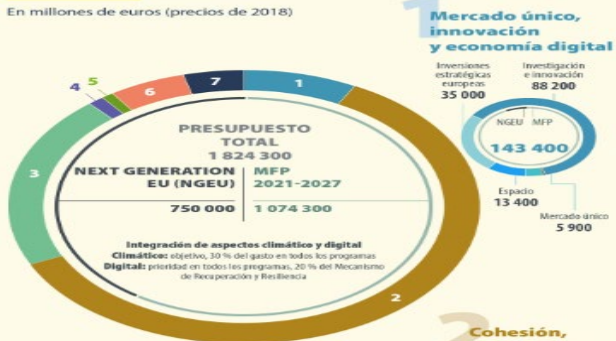 En millones de euros (precios de 2018)
1
Mercado único,
innovación
y economía digital
Inversiones
estratégicas
europeas
35 000
Investigación
e innovación
88 200
NGEU
MFP
143 400
Espacio
13 400
Mercado único
5 900
1
2
3
4
5
6
7
PRESUPUESTO
TOTAL
1 824 300
NEXT GENERATION
EU (NGEU)
750 000
MFP
2021-2027
1 074 300
Integración de aspectos climático y digital
Climático: objetivo, 30 % del gasto en todos los programas
Digital: prioridad en todos los programas, 20 % del Mecanismo
de Recuperación y Resiliencia
2
Cohesión,